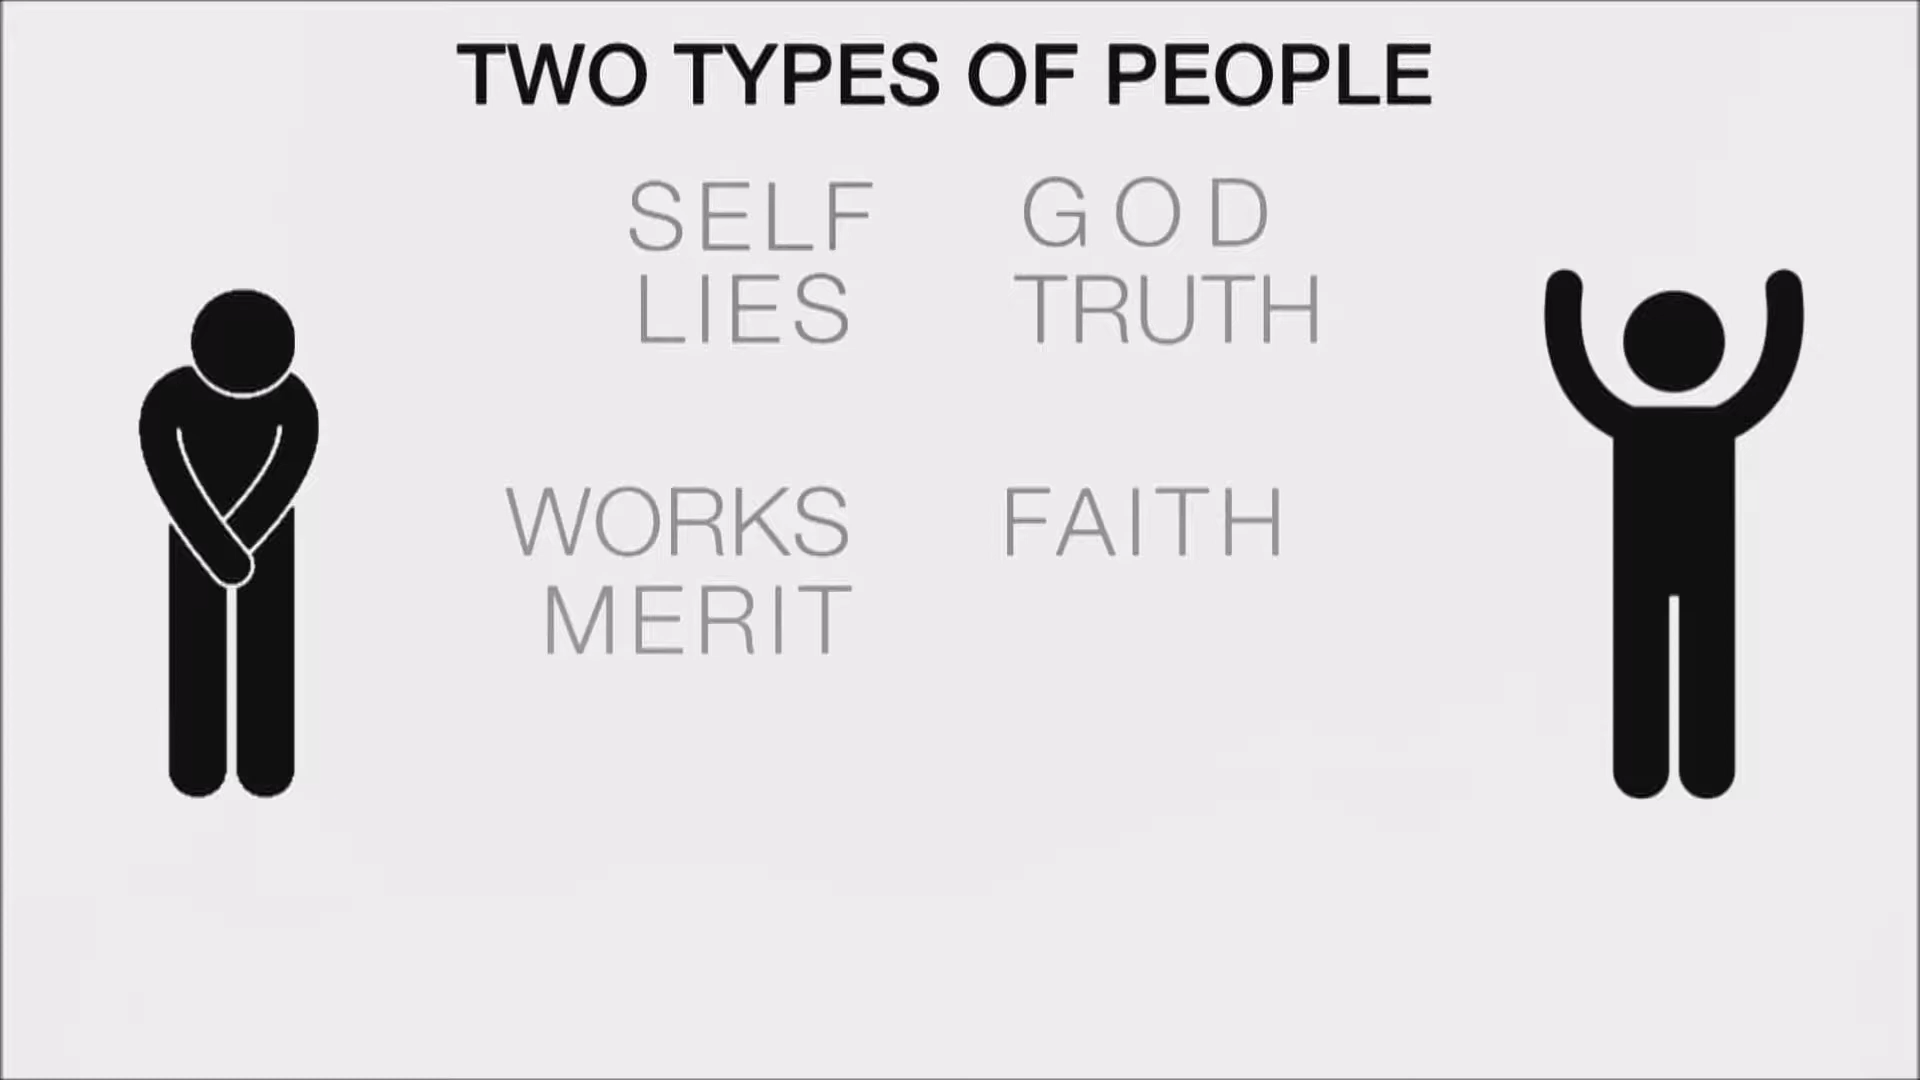 TWO TYPES OF PEOPLE
SELF GOD
LIES TRUTH
WORKS FAITH
MERIT